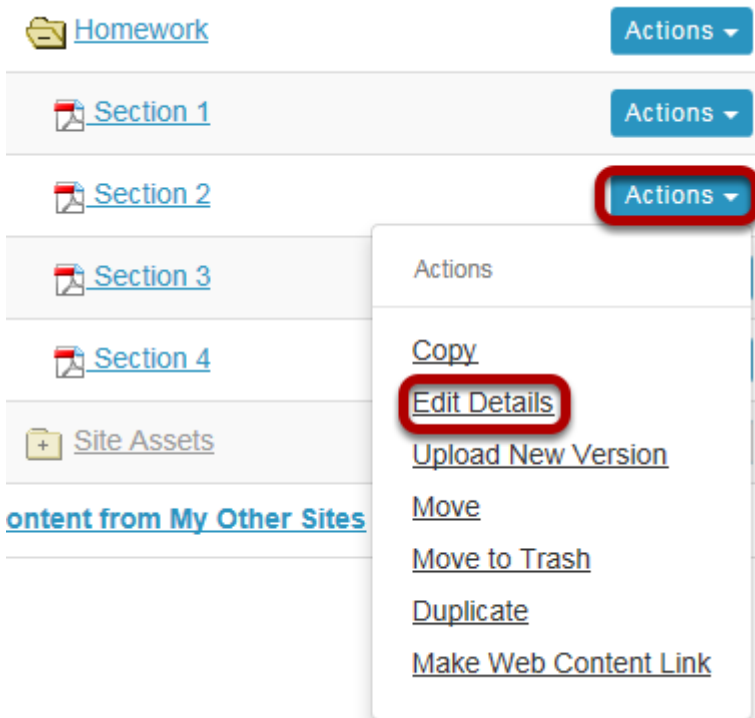 Homework Actions
Section 1 Actions
Section 2 Actions
Actions
Section 3
Copy
Section 4
Edit Details
Site Assets
Upload New Version
Move
ontent from My Other Sites
Move to Trash
Duplicate
Make Web Content Link